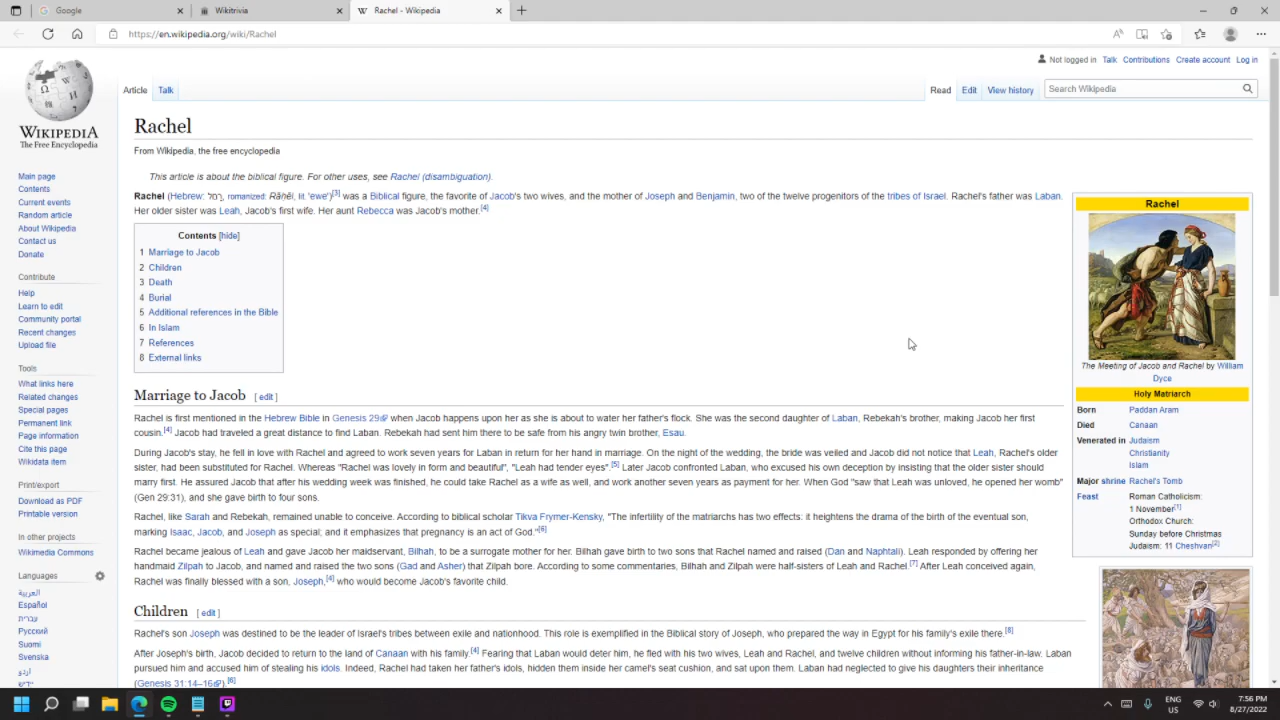 Google
Wikitrivia
Rachel - Wikipedia
https://en.wikipedia.org/wiki/Rachel
Not logged in Talk Contributions Create account Log in
Article Talk Read Edit View history Search Wikipedia
WIKIPEDIA
The Free Encyclopedia
Main page
Contents
Current events
Random article
About Wikipedia
Contact us
Donate
Contribute
Help
Learn to edit
Community portal
Recent changes
Upload file
Tools
What links here
Related changes
Special pages
Permanent link
Page information
Cite this page
Wikidata item
Print/export
Download as PDF
Printable version
In other projects
Wikimedia Commons
Languages
العربية
Español
עברית
Русский
Suomi
Svenska
اردو
ייִדיש
Rachel
From Wikipedia, the free encyclopedia
This article is about the biblical figure. For other uses, see Rachel (disambiguation).
Rachel (Hebrew: רָחֵל, romanized: Rāḥēl, lit. 'ewe')[3] was a Biblical figure, the favorite of Jacob's two wives, and the mother of Joseph and Benjamin, two of the twelve progenitors of the tribes of Israel. Rachel's father was Laban.
Her older sister was Leah, Jacob's first wife. Her aunt Rebecca was Jacob's mother.[4]
Contents [hide]
1 Marriage to Jacob
2 Children
3 Death
4 Burial
5 Additional references in the Bible
6 In Islam
7 References
8 External links
Marriage to Jacob [ edit ]
Rachel is first mentioned in the Hebrew Bible in Genesis 29 when Jacob happens upon her as she is about to water her father's flock. She was the second daughter of Laban, Rebekah's brother, making Jacob her first
cousin.[4] Jacob had traveled a great distance to find Laban. Rebekah had sent him there to be safe from his angry twin brother, Esau.
During Jacob's stay, he fell in love with Rachel and agreed to work seven years for Laban in return for her hand in marriage. On the night of the wedding, the bride was veiled and Jacob did not notice that Leah, Rachel's older
sister, had been substituted for Rachel. Whereas "Rachel was lovely in form and beautiful", "Leah had tender eyes".[5] Later Jacob confronted Laban, who excused his own deception by insisting that the older sister should
marry first. He assured Jacob that after his wedding week was finished, he could take Rachel as a wife as well, and work another seven years as payment for her. When God "saw that Leah was unloved, he opened her womb"
(Gen 29:31), and she gave birth to four sons.
Rachel, like Sarah and Rebekah, remained unable to conceive. According to biblical scholar Tikva Frymer-Kensky, "The infertility of the matriarchs has two effects: it heightens the drama of the birth of the eventual son,
marking Isaac, Jacob, and Joseph as special; and it emphasizes that pregnancy is an act of God."[6]
Rachel became jealous of Leah and gave Jacob her maidservant, Bilhah, to be a surrogate mother for her. Bilhah gave birth to two sons that Rachel named and raised (Dan and Naphtali). Leah responded by offering her
handmaid Zilpah to Jacob, and named and raised the two sons (Gad and Asher) that Zilpah bore. According to some commentaries, Bilhah and Zilpah were half-sisters of Leah and Rachel.[7] After Leah conceived again,
Rachel was finally blessed with a son, Joseph,[4] who would become Jacob's favorite child.
Children [ edit ]
Rachel's son Joseph was destined to be the leader of Israel's tribes between exile and nationhood. This role is exemplified in the Biblical story of Joseph, who prepared the way in Egypt for his family's exile there.[8]
After Joseph's birth, Jacob decided to return to the land of Canaan with his family.[4] Fearing that Laban would deter him, he fled with his two wives, Leah and Rachel, and twelve children without informing his father-in-law. Laban
pursued him and accused him of stealing his idols. Indeed, Rachel had taken her father's idols, hidden them inside her camel's seat cushion, and sat upon them. Laban had neglected to give his daughters their inheritance
(Genesis 31:14–16).[6]
Rachel
The Meeting of Jacob and Rachel by William
Dyce
Holy Matriarch
Born Paddan Aram
Died Canaan
Venerated in Judaism
Christianity
Islam
Major shrine Rachel's Tomb
Feast Roman Catholicism:
1 November[1]
Orthodox Church:
Sunday before Christmas
Judaism: 11 Cheshvan[2]
ENG
US
7:56 PM
8/27/2022